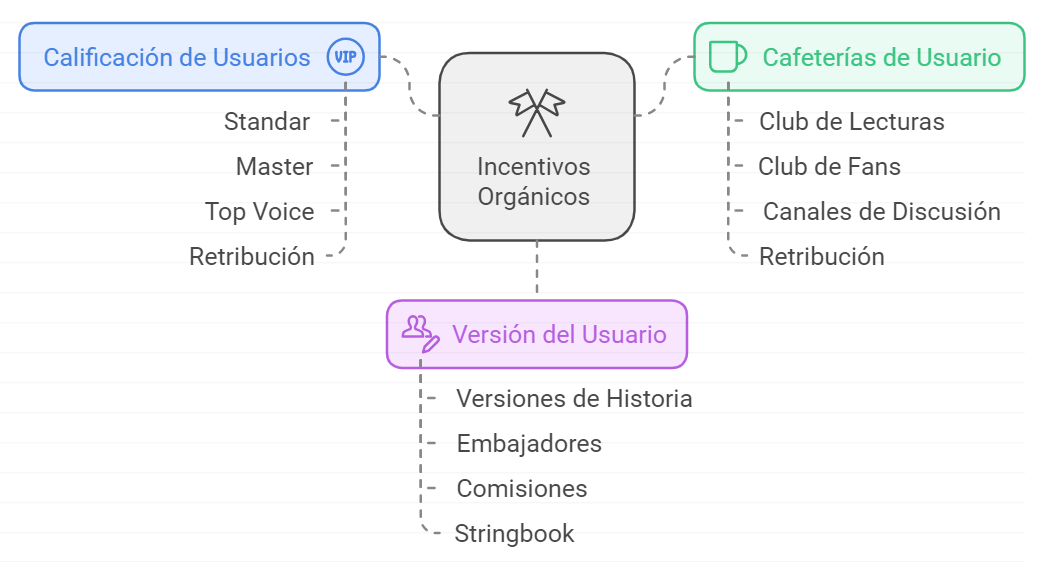 Calificación de Usuarios
VIP
Standar
Master
Top Voice
Retribución
Incentivos
Orgánicos
Cafeterías de Usuario
Club de Lecturas
Club de Fans
Canales de Discusión
Retribución
Versión del Usuario
Versiones de Historia
Embajadores
Comisiones
Stringbook